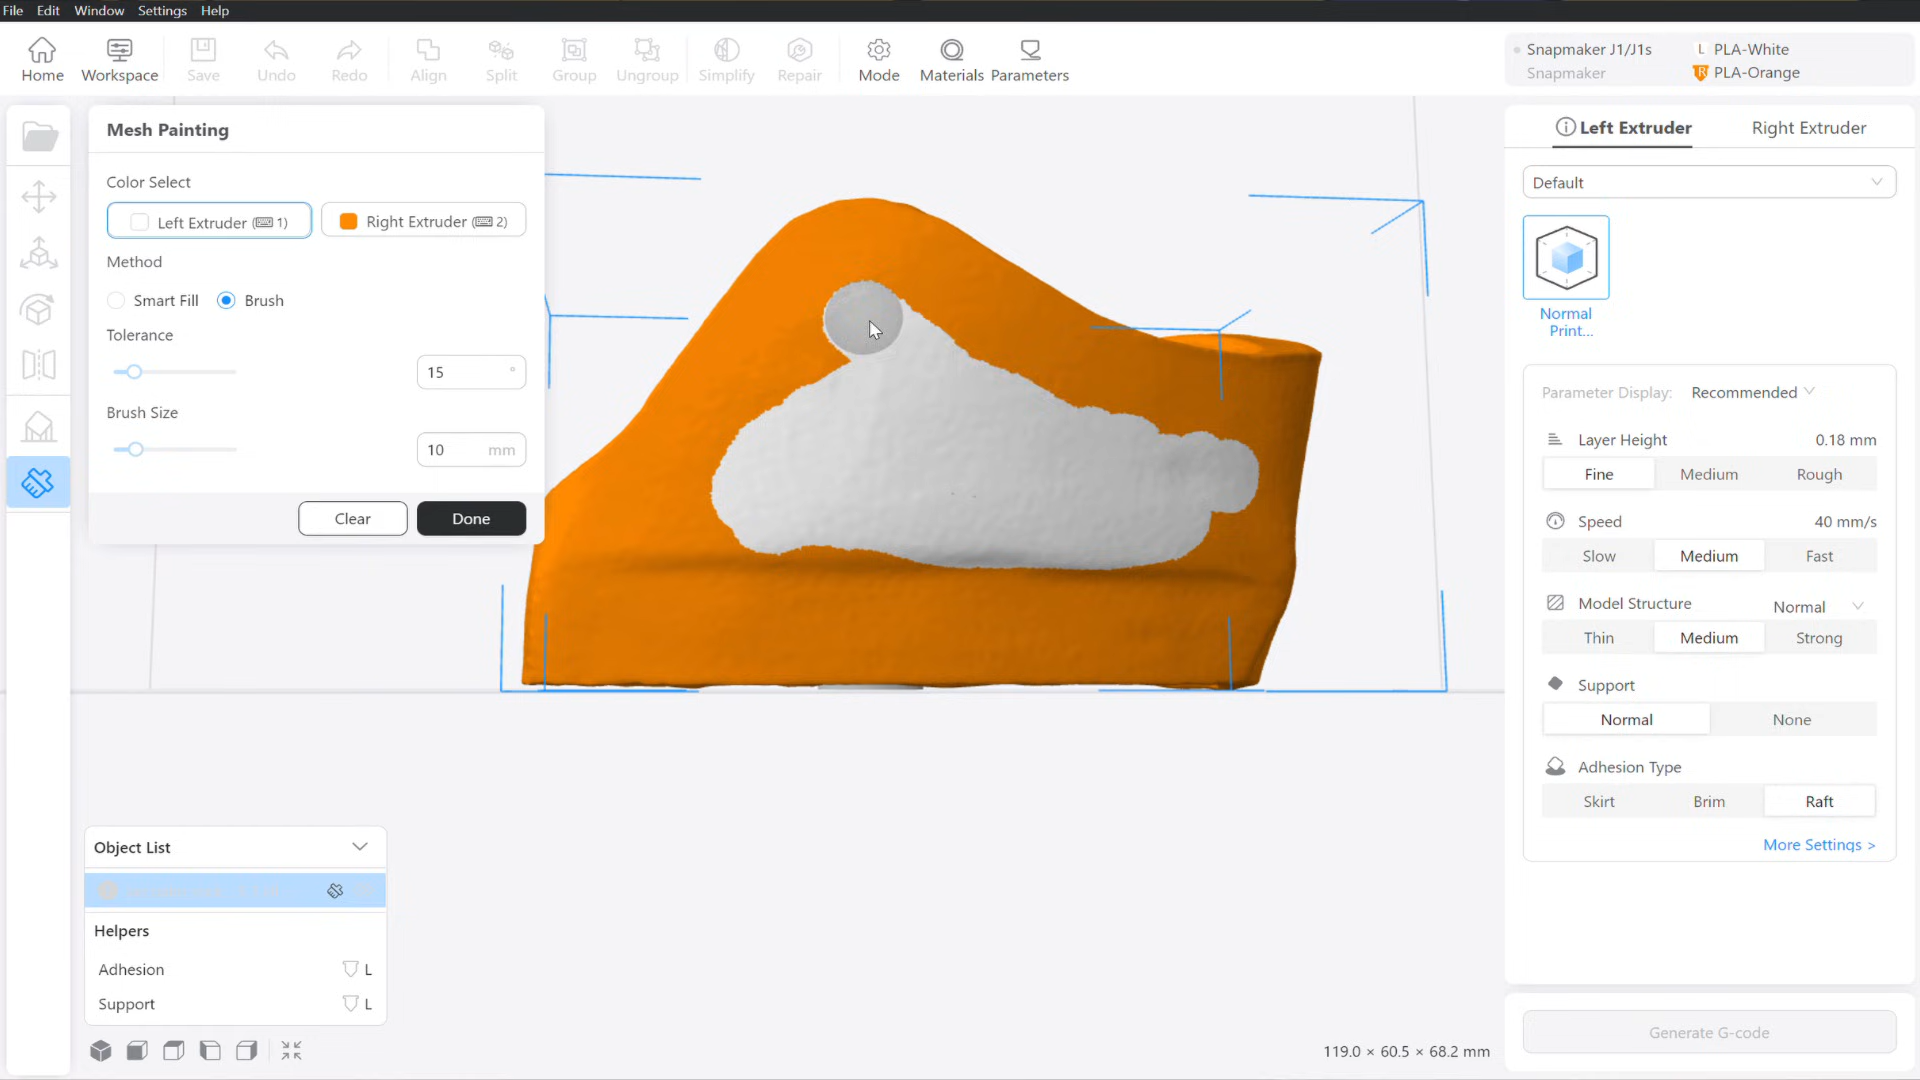 File Edit Window Settings Help
Home Workspace Save Undo Redo Align Split Group Ungroup Simplify Repair Mode Materials Parameters
Snapmaker J1/J1s
Snapmaker
L PLA-White
R PLA-Orange
Mesh Painting
Color Select
Left Extruder (⌨ 1) Right Extruder (⌨ 2)
Method
Smart Fill Brush
Tolerance
15 °
Brush Size
10 mm
Clear Done
Left Extruder Right Extruder
Default
Normal
Print...
Parameter Display: Recommended
Layer Height 0.18 mm
Fine Medium Rough
Speed 40 mm/s
Slow Medium Fast
Model Structure Normal
Thin Medium Strong
Support
Normal None
Adhesion Type
Skirt Brim Raft
More Settings >
Object List
Helpers
Adhesion L
Support L
119.0 × 60.5 × 68.2 mm
Generate G-code